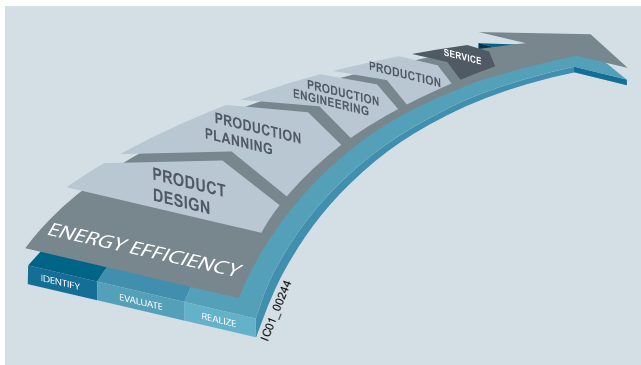 SERVICE
PRODUCTION
PRODUCTION
ENGINEERING
PRODUCTION
PLANNING
PRODUCT
DESIGN
ENERGY EFFICIENCY
IDENTIFY
EVALUATE
REALIZE
IC01_00244